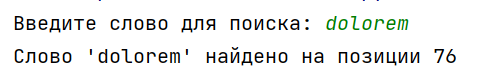 Введите слово для поиска: dolorem
Слово 'dolorem' найдено на позиции 76